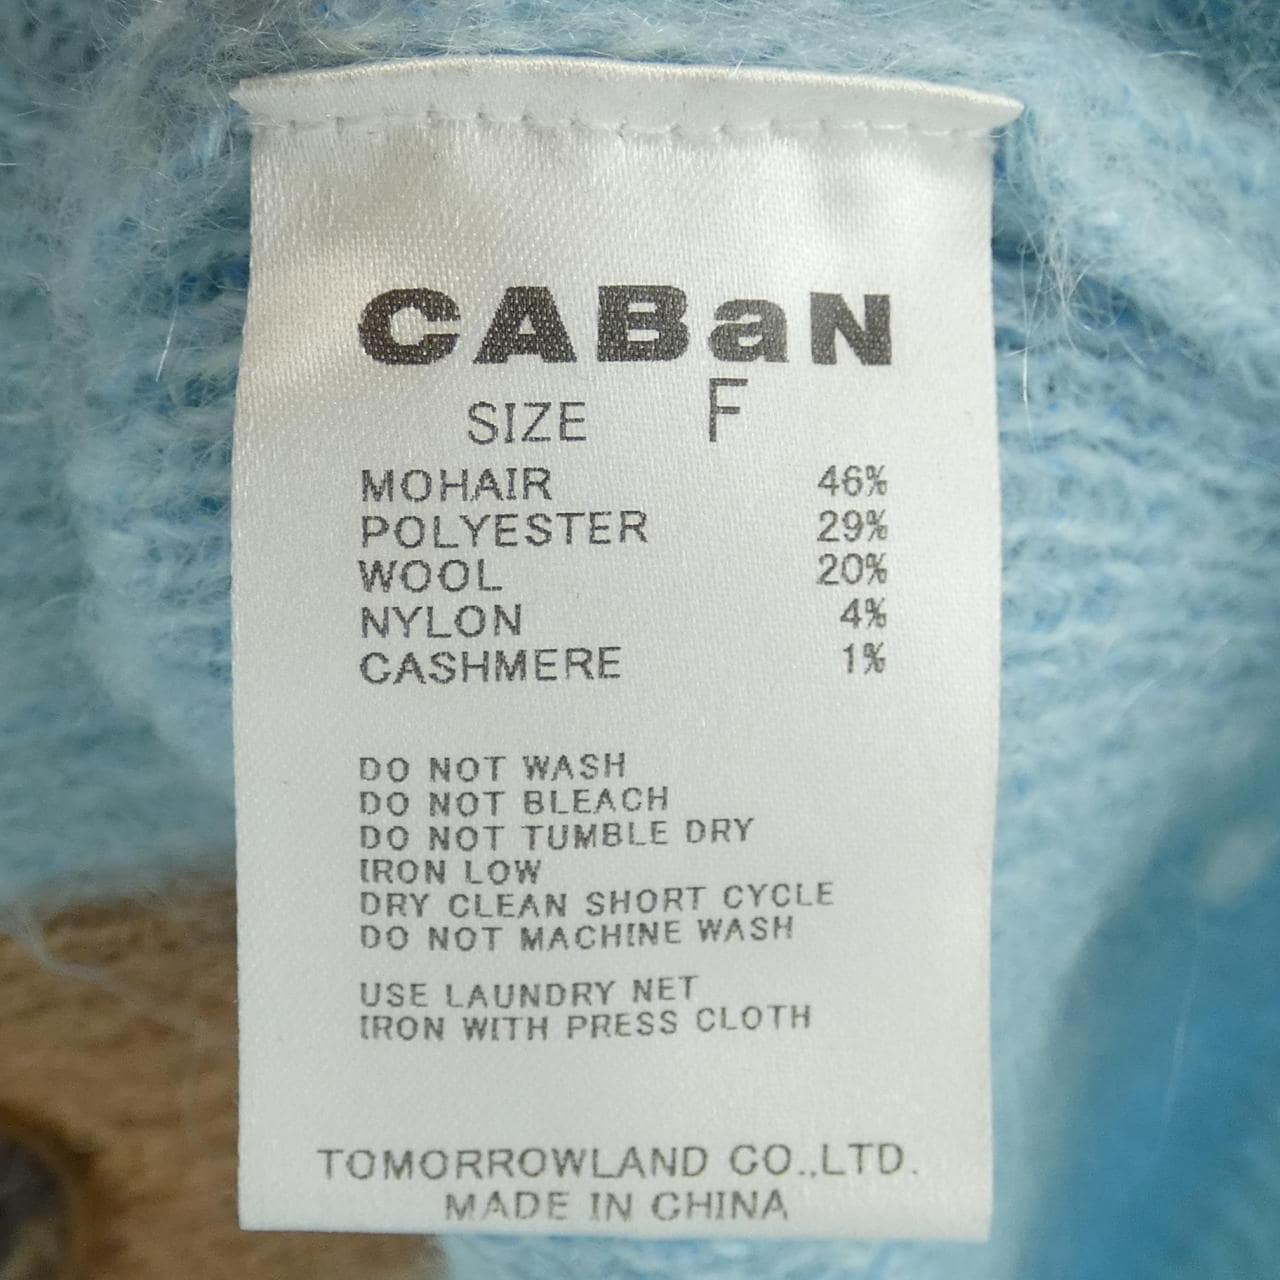 CABaN
SIZE F
MOHAIR 46%
POLYESTER 29%
WOOL 20%
NYLON 4%
CASHMERE 1%
DO NOT WASH
DO NOT BLEACH
DO NOT TUMBLE DRY
IRON LOW
DRY CLEAN SHORT CYCLE
DO NOT MACHINE WASH
USE LAUNDRY NET
IRON WITH PRESS CLOTH
TOMORROWLAND CO.,LTD.
MADE IN CHINA